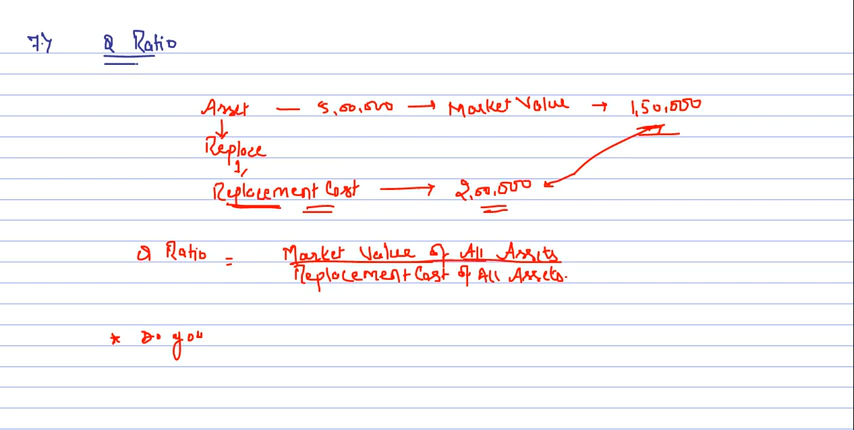 7.4 Q Ratio
Asset — 5,00,000 → Market Value → 1,50,000
↓
Replace
↓
Replacement Cost → 2,00,000
Q Ratio = Market Value of All Assets
Replacement Cost of All Assets.
* Do you